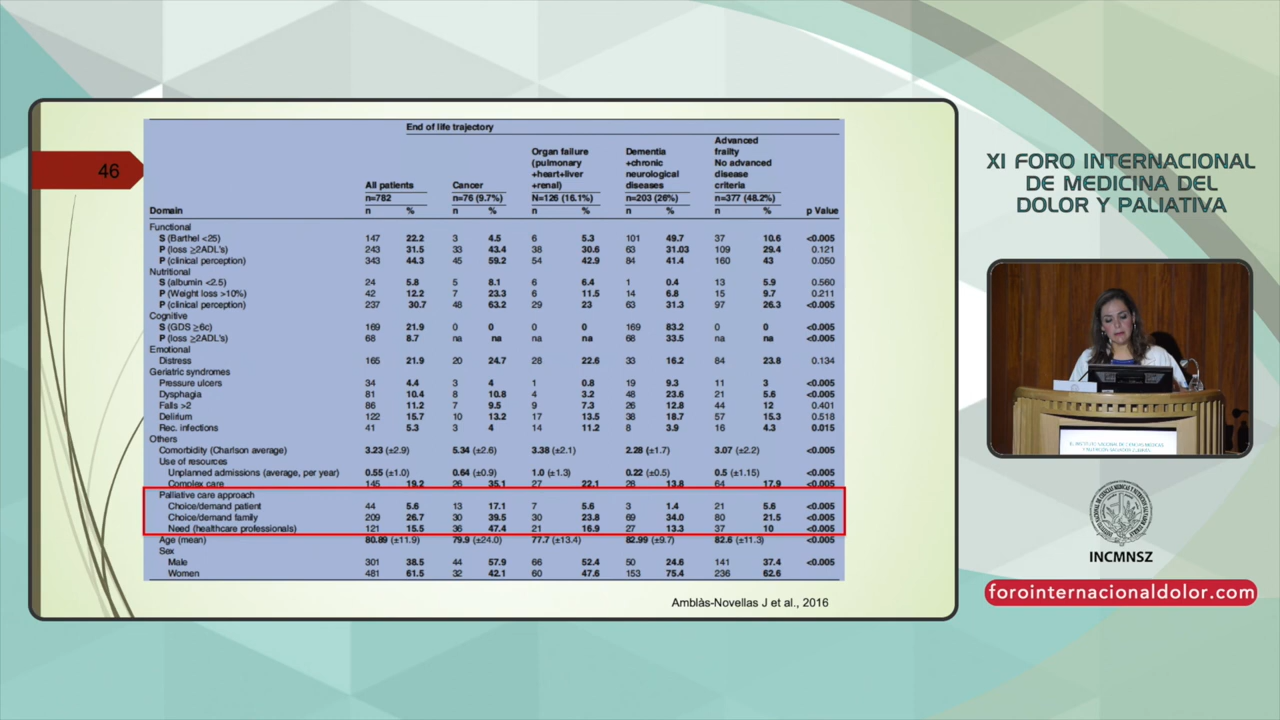 46
End of life trajectory
Domain
All patients n=782 n %
Cancer n=76 (9.7%) n %
Organ failure (pulmonary +heart+liver +renal) N=126 (16.1%) n %
Dementia +chronic neurological diseases n=203 (26%) n %
Advanced frailty No advanced disease criteria n=377 (48.2%) n %
p Value
Functional
S (Barthel <25) 147 22.2 3 4.5 6 5.3 101 49.7 37 10.6 <0.005
P (loss ≥2ADL's) 243 31.5 33 43.4 38 30.6 63 31.03 109 29.4 0.121
P (clinical perception) 343 44.3 45 59.2 54 42.9 84 41.4 160 43 0.050
Nutritional
S (albumin <2.5) 24 5.8 5 8.1 6 6.4 1 0.4 13 5.9 0.560
P (Weight loss >10%) 42 12.2 7 23.3 6 11.5 14 6.8 15 9.7 0.211
P (clinical perception) 237 30.7 48 63.2 29 23 63 31.3 97 26.3 <0.005
Cognitive
S (GDS ≥6c) 169 21.9 0 0 0 0 169 83.2 0 0 <0.005
P (loss ≥2ADL's) 68 8.7 na na na na 68 33.5 na na <0.005
Emotional
Distress 165 21.9 20 24.7 28 22.6 33 16.2 84 23.8 0.134
Geriatric syndromes
Pressure ulcers 34 4.4 3 4 1 0.8 19 9.3 11 3 <0.005
Dysphagia 81 10.4 8 10.8 4 3.2 48 23.6 21 5.6 <0.005
Falls >2 86 11.2 7 9.5 9 7.3 26 12.8 44 12 0.401
Delirium 122 15.7 10 13.2 17 13.5 38 18.7 57 15.3 0.518
Rec. infections 41 5.3 3 4 14 11.2 8 3.9 16 4.3 0.015
Others
Comorbidity (Charlson average) 3.23 (±2.9) 5.34 (±2.6) 3.38 (±2.1) 2.28 (±1.7) 3.07 (±2.2) <0.005
Use of resources
Unplanned admissions (average, per year) 0.55 (±1.0) 0.64 (±0.9) 1.0 (±1.3) 0.22 (±0.5) 0.5 (±1.15) <0.005
Complex care 145 19.2 26 35.1 27 22.1 28 13.8 64 17.9 <0.005
Palliative care approach
Choice/demand patient 44 5.6 13 17.1 7 5.6 3 1.4 21 5.6 <0.005
Choice/demand family 209 26.7 30 39.5 30 23.8 69 34.0 80 21.5 <0.005
Need (healthcare professionals) 121 15.5 36 47.4 21 16.9 27 13.3 37 10 <0.005
Age (mean) 80.89 (±11.9) 79.9 (±24.0) 77.7 (±13.4) 82.99 (±9.7) 82.6 (±11.3) <0.005
Sex
Male 301 38.5 44 57.9 66 52.4 50 24.6 141 37.4 <0.005
Women 481 61.5 32 42.1 60 47.6 153 75.4 236 62.6
Amblàs-Novellas J et al., 2016
XI FORO INTERNACIONAL
DE MEDICINA DEL
DOLOR Y PALIATIVA
INCMNSZ
forointernacionaldolor.com